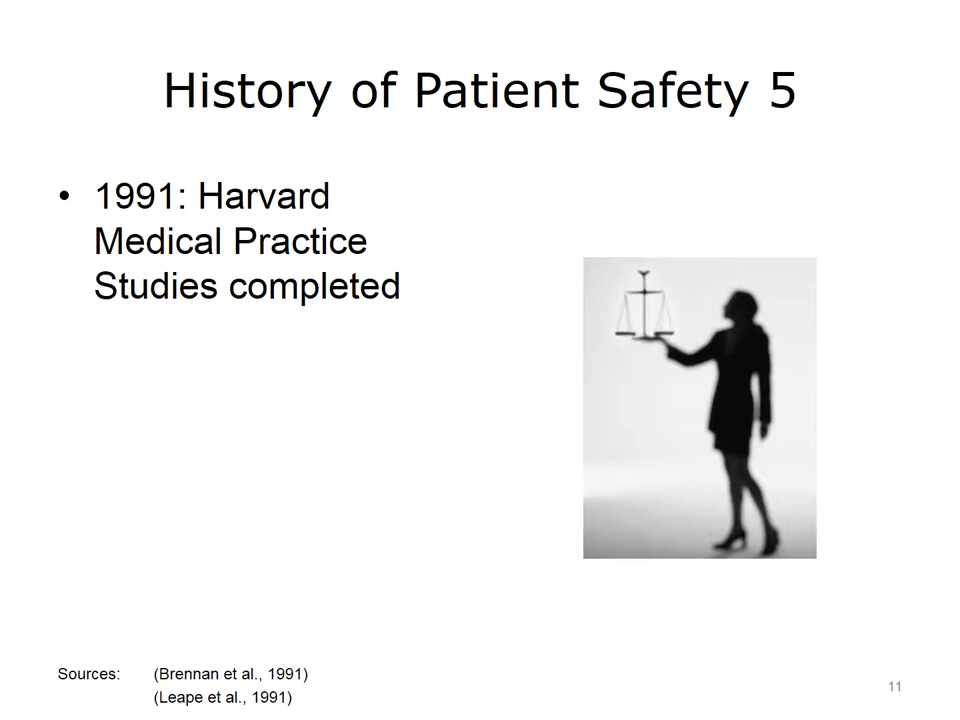 History of Patient Safety 5
• 1991: Harvard
Medical Practice
Studies completed
Sources: (Brennan et al., 1991)
(Leape et al., 1991)
11